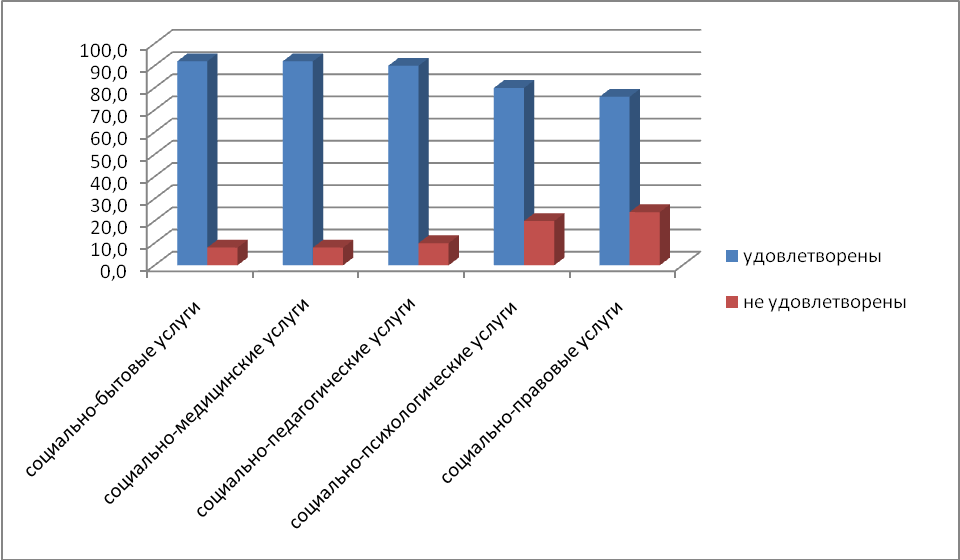 100,0
90,0
80,0
70,0
60,0
50,0
40,0
30,0
20,0
10,0
0,0
социально-бытовые услуги
социально-медицинские услуги
социально-педагогические услуги
социально-психологические услуги
социально-правовые услуги
удовлетворены
не удовлетворены